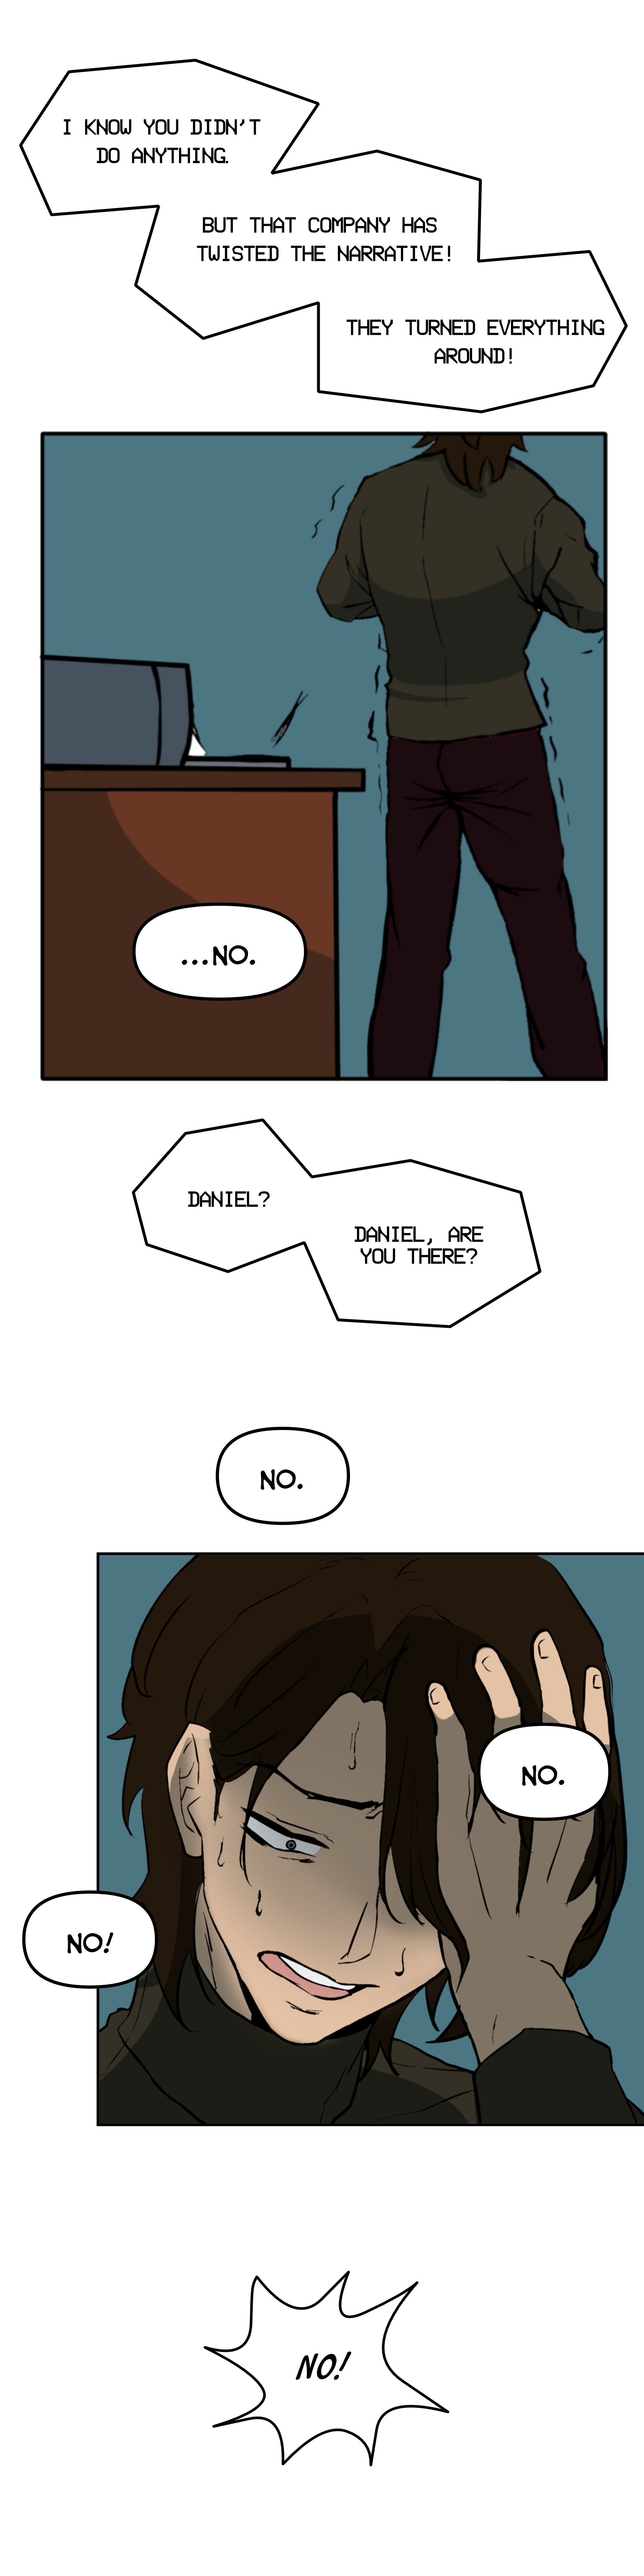 I KNOW YOU DIDN'T
DO ANYTHING.
BUT THAT COMPANY HAS
TWISTED THE NARRATIVE!
THEY TURNED EVERYTHING
AROUND!
...NO.
DANIEL?
DANIEL, ARE
YOU THERE?
NO.
NO.
NO!
NO!